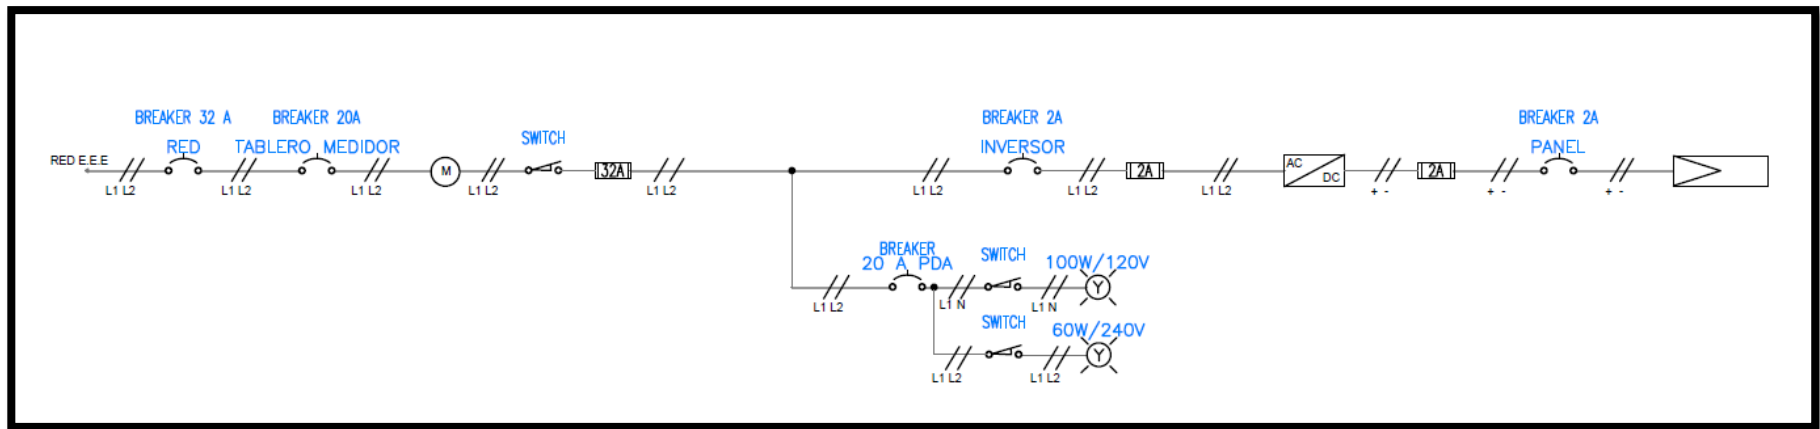 BREAKER 32 A
RED
BREAKER 20A
TABLERO MEDIDOR
SWITCH
BREAKER 2A
INVERSOR
BREAKER 2A
PANEL
RED E.E.E
M
32A
2A
AC
DC
2A
L1 L2
L1 L2
L1 L2
L1 L2
L1 L2
L1 L2
L1 L2
L1 L2
+ -
+ -
+ -
BREAKER
20 A PDA
SWITCH
100W/120V
Y
L1 L2
L1 N
L1 N
SWITCH
60W/240V
Y
L1 L2
L1 L2